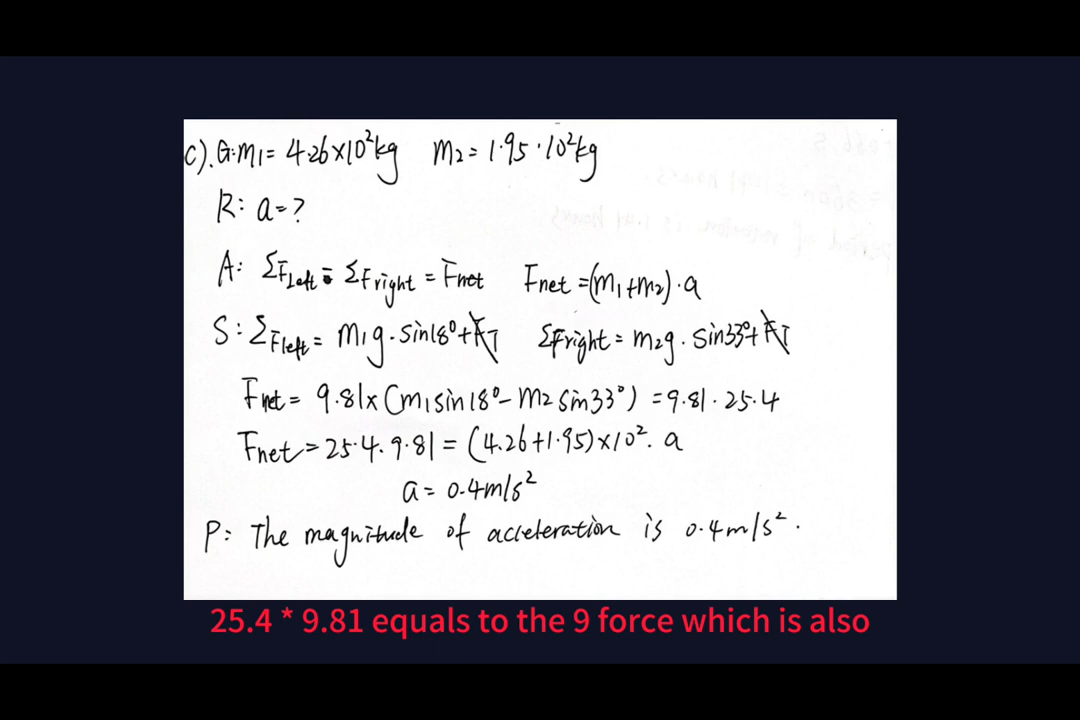 c). G: m₁ = 4.26×10²kg m₂ = 1.95·10²kg
R: a=?
A: ΣFLeft = ΣFright = Fnet Fnet =(m₁+m₂)·a
S: ΣFleft = m₁g·sin18°+FT ΣFright = m₂g·sin33°+FT
Fnet = 9.81×(m₁sin18°-m₂sin33°) =9.81·25.4
Fnet=25.4·9.81=(4.26+1.95)×10²·a
a=0.4m/s²
P: The magnitude of acceleration is 0.4m/s².
25.4 * 9.81 equals to the 9 force which is also